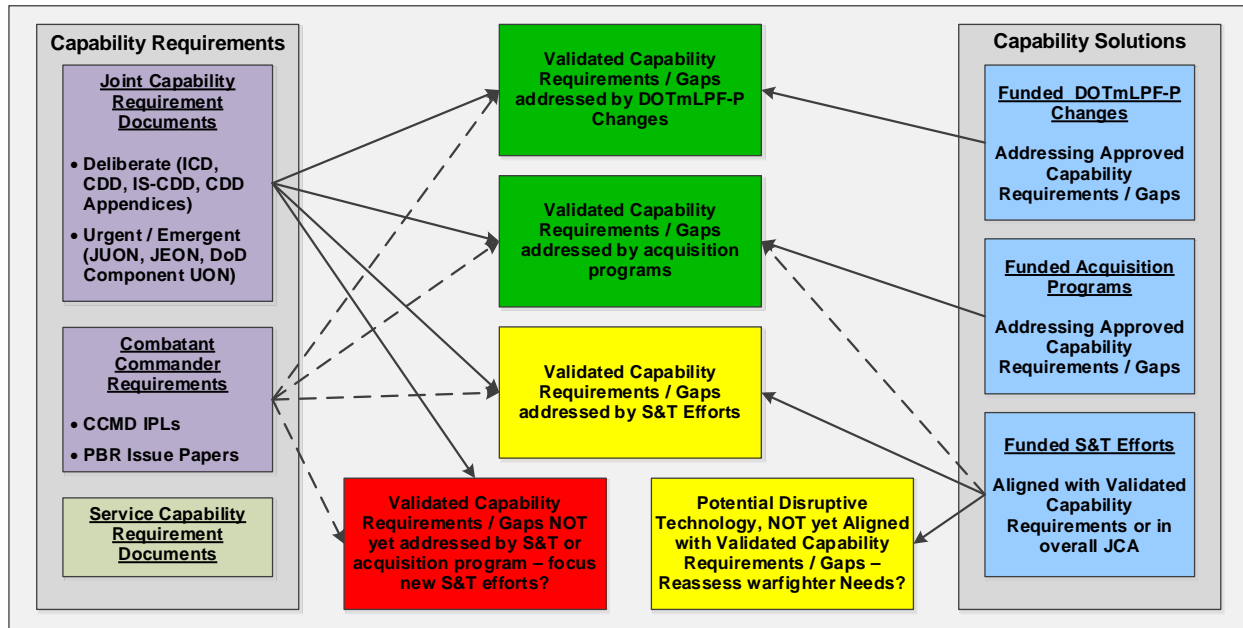 Capability Requirements
Joint Capability
Requirement
Documents
• Deliberate (ICD,
CDD, IS-CDD, CDD
Appendices)
• Urgent / Emergent
(JUON, JEON, DoD
Component UON)
Combatant
Commander
Requirements
• CCMD IPLs
• PBR Issue Papers
Service Capability
Requirement
Documents
Validated Capability
Requirements / Gaps
addressed by DOTmLPF-P
Changes
Validated Capability
Requirements / Gaps
addressed by acquisition
programs
Validated Capability
Requirements / Gaps
addressed by S&T Efforts
Validated Capability
Requirements / Gaps NOT
yet addressed by S&T or
acquisition program – focus
new S&T efforts?
Potential Disruptive
Technology, NOT yet Aligned
with Validated Capability
Requirements / Gaps –
Reassess warfighter Needs?
Capability Solutions
Funded DOTmLPF-P
Changes
Addressing Approved
Capability
Requirements / Gaps
Funded Acquisition
Programs
Addressing Approved
Capability
Requirements / Gaps
Funded S&T Efforts
Aligned with Validated
Capability
Requirements or in
overall JCA